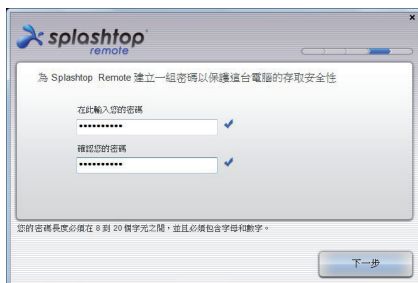 splashtop
remote
為 Splashtop Remote 建立一組密碼以保護這台電腦的存取安全性
在此輸入您的密碼
••••••••••
確認您的密碼
••••••••••
您的密碼長度必須在 8 到 20 個字元之間，並且必須包含字母和數字。
下一步